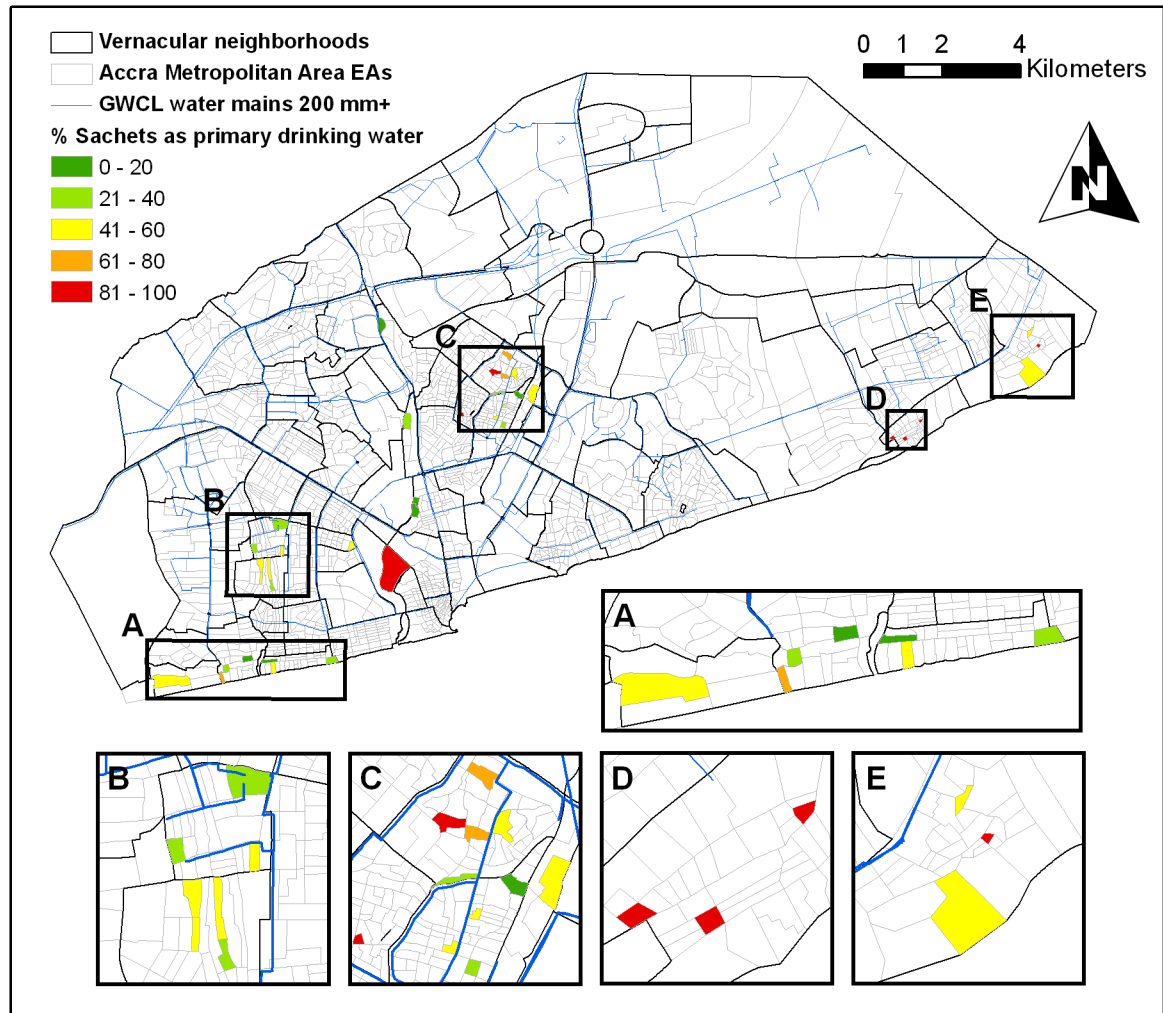 Vernacular neighborhoods
Accra Metropolitan Area EAs
GWCL water mains 200 mm+
% Sachets as primary drinking water
0 - 20
21 - 40
41 - 60
61 - 80
81 - 100
0 1 2 4
Kilometers
N
E
C
D
B
A
A
B
C
D
E